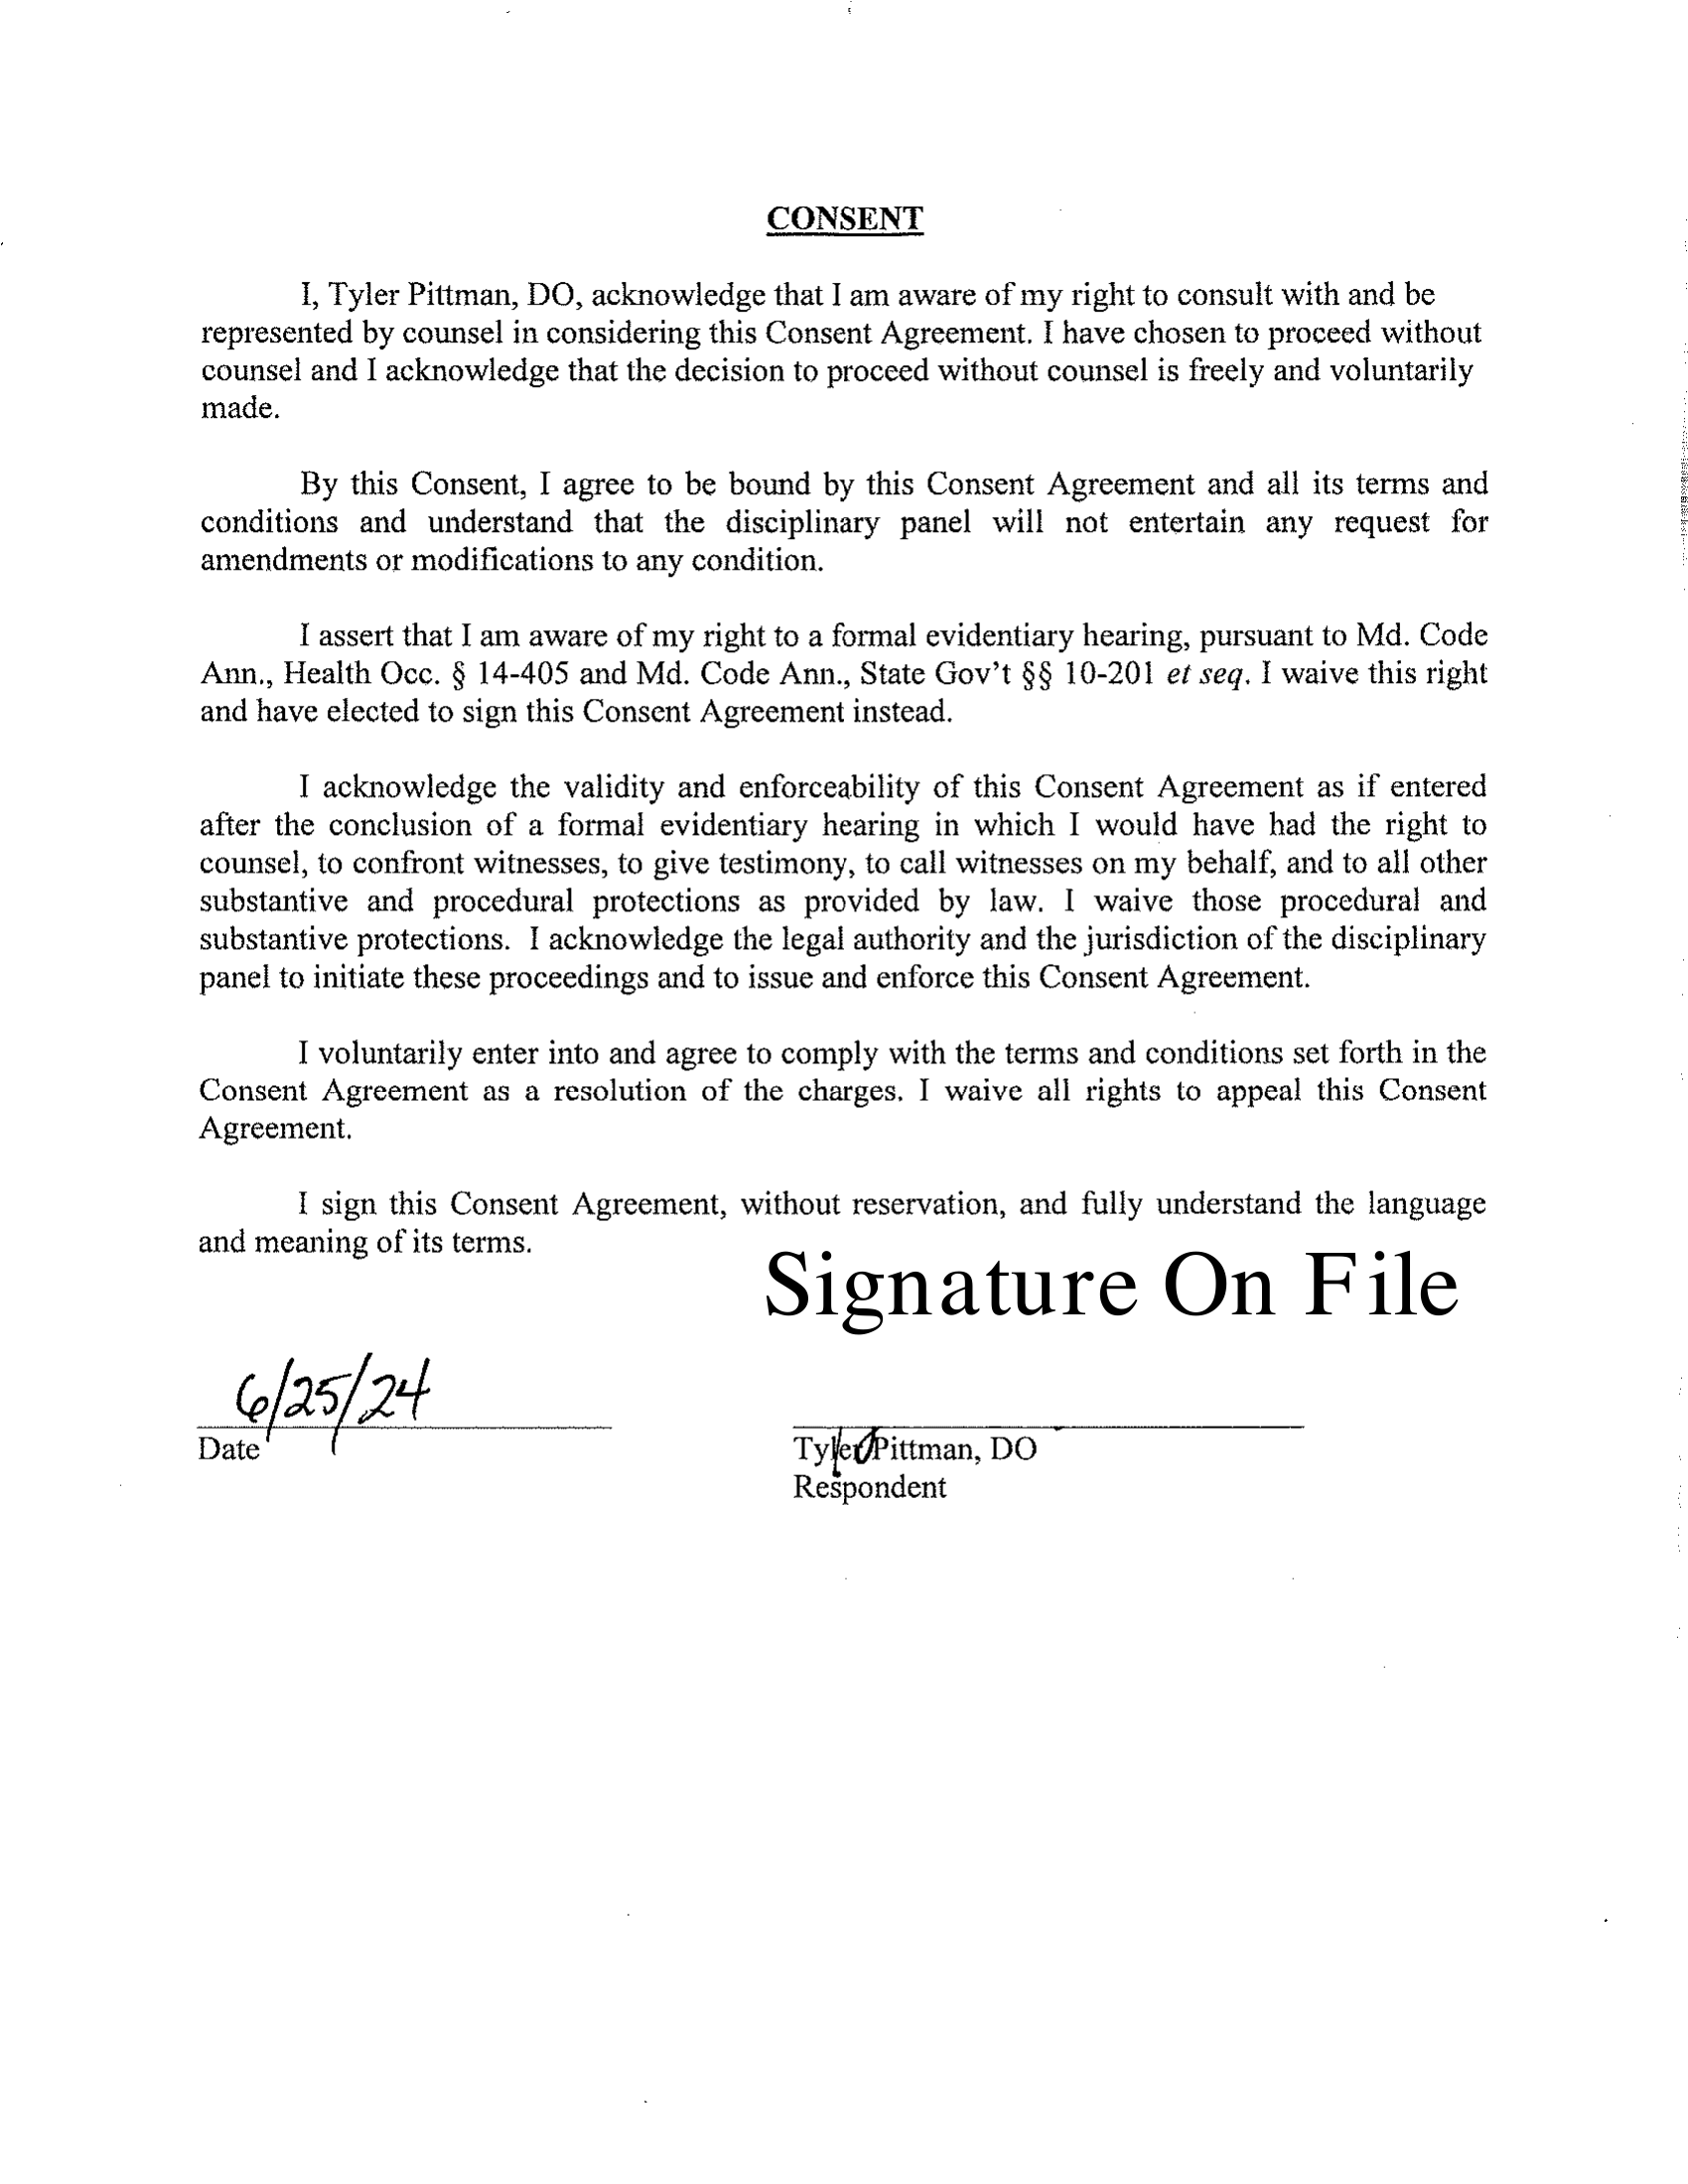 CONSENT
I, Tyler Pittman, DO, acknowledge that I am aware of my right to consult with and be
represented by counsel in considering this Consent Agreement. I have chosen to proceed without
counsel and I acknowledge that the decision to proceed without counsel is freely and voluntarily
made.
By this Consent, I agree to be bound by this Consent Agreement and all its terms and
conditions and understand that the disciplinary panel will not entertain any request for
amendments or modifications to any condition.
I assert that I am aware of my right to a formal evidentiary hearing, pursuant to Md. Code
Ann., Health Occ. § 14-405 and Md. Code Ann., State Gov't §§ 10-201 et seq. I waive this right
and have elected to sign this Consent Agreement instead.
I acknowledge the validity and enforceability of this Consent Agreement as if entered
after the conclusion of a formal evidentiary hearing in which I would have had the right to
counsel, to confront witnesses, to give testimony, to call witnesses on my behalf, and to all other
substantive and procedural protections as provided by law. I waive those procedural and
substantive protections. I acknowledge the legal authority and the jurisdiction of the disciplinary
panel to initiate these proceedings and to issue and enforce this Consent Agreement.
I voluntarily enter into and agree to comply with the terms and conditions set forth in the
Consent Agreement as a resolution of the charges. I waive all rights to appeal this Consent
Agreement.
I sign this Consent Agreement, without reservation, and fully understand the language
and meaning of its terms.
Signature On File
6/25/24
Date
Tyler Pittman, DO
Respondent